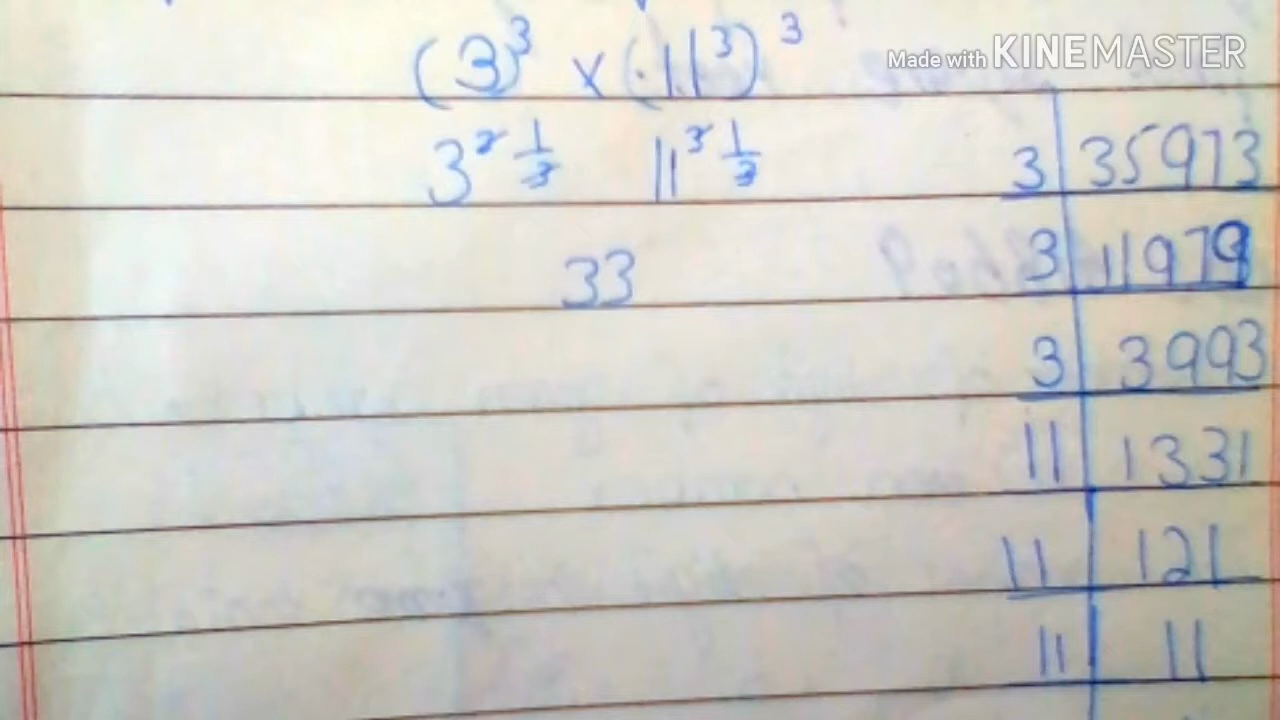 (3)³ × (11³)³
Made with KINEMASTER
3³ 1/3 11³ 1/3
3 | 35973
33
3 | 11979
3 | 3993
11 | 1331
11 | 121
11 | 11